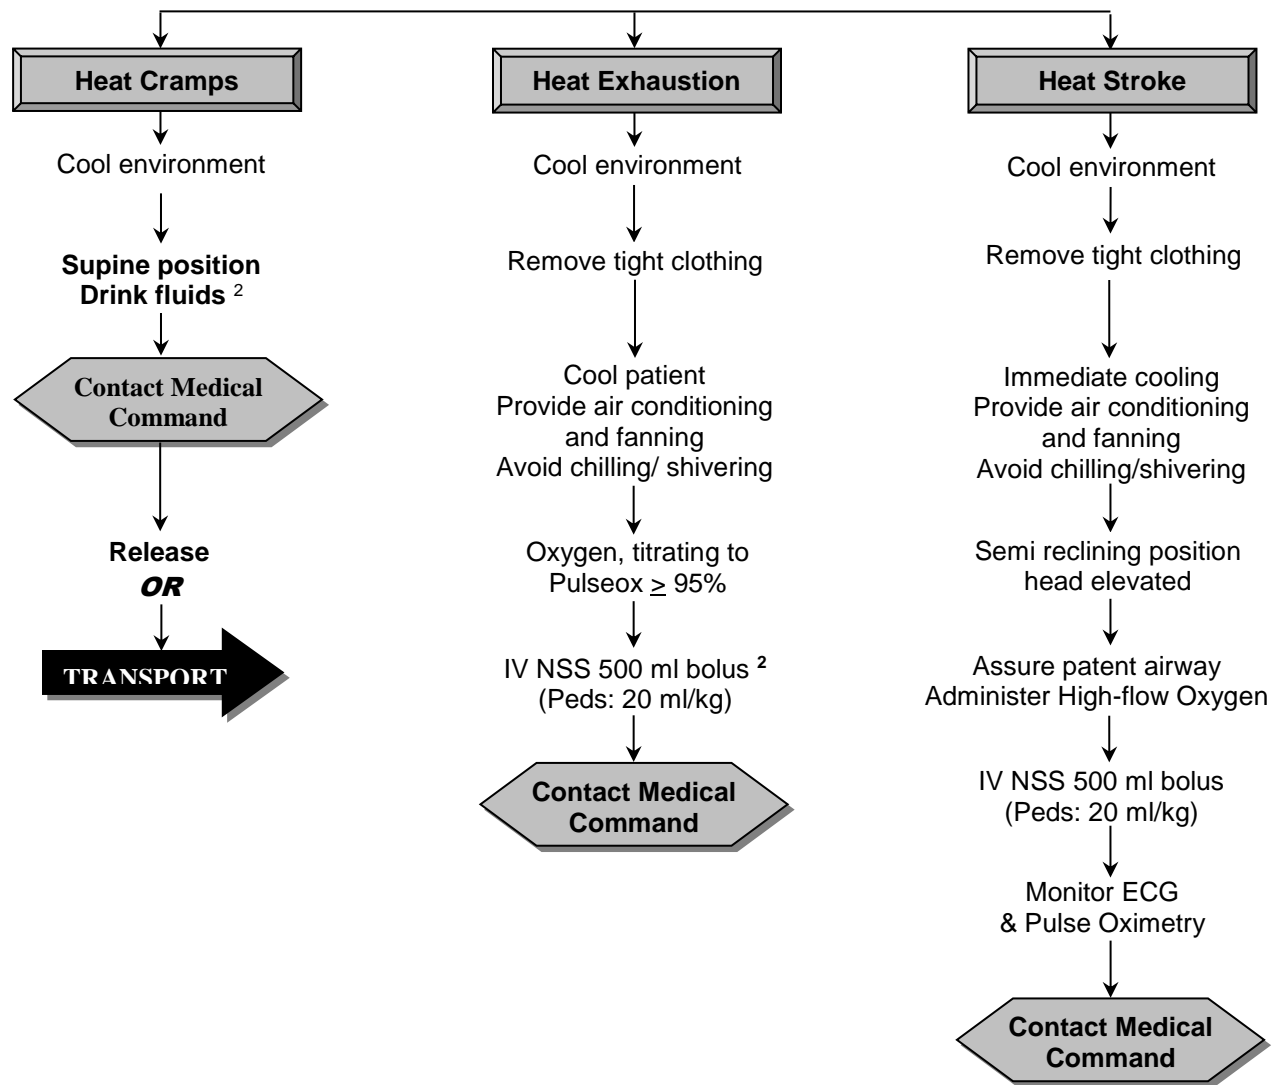 Heat Cramps
Cool environment
Supine position
Drink fluids 2
Contact Medical
Command
Release
OR
TRANSPORT
Heat Exhaustion
Cool environment
Remove tight clothing
Cool patient
Provide air conditioning
and fanning
Avoid chilling/ shivering
Oxygen, titrating to
Pulseox ≥ 95%
IV NSS 500 ml bolus 2
(Peds: 20 ml/kg)
Contact Medical
Command
Heat Stroke
Cool environment
Remove tight clothing
Immediate cooling
Provide air conditioning
and fanning
Avoid chilling/shivering
Semi reclining position
head elevated
Assure patent airway
Administer High-flow Oxygen
IV NSS 500 ml bolus
(Peds: 20 ml/kg)
Monitor ECG
& Pulse Oximetry
Contact Medical
Command